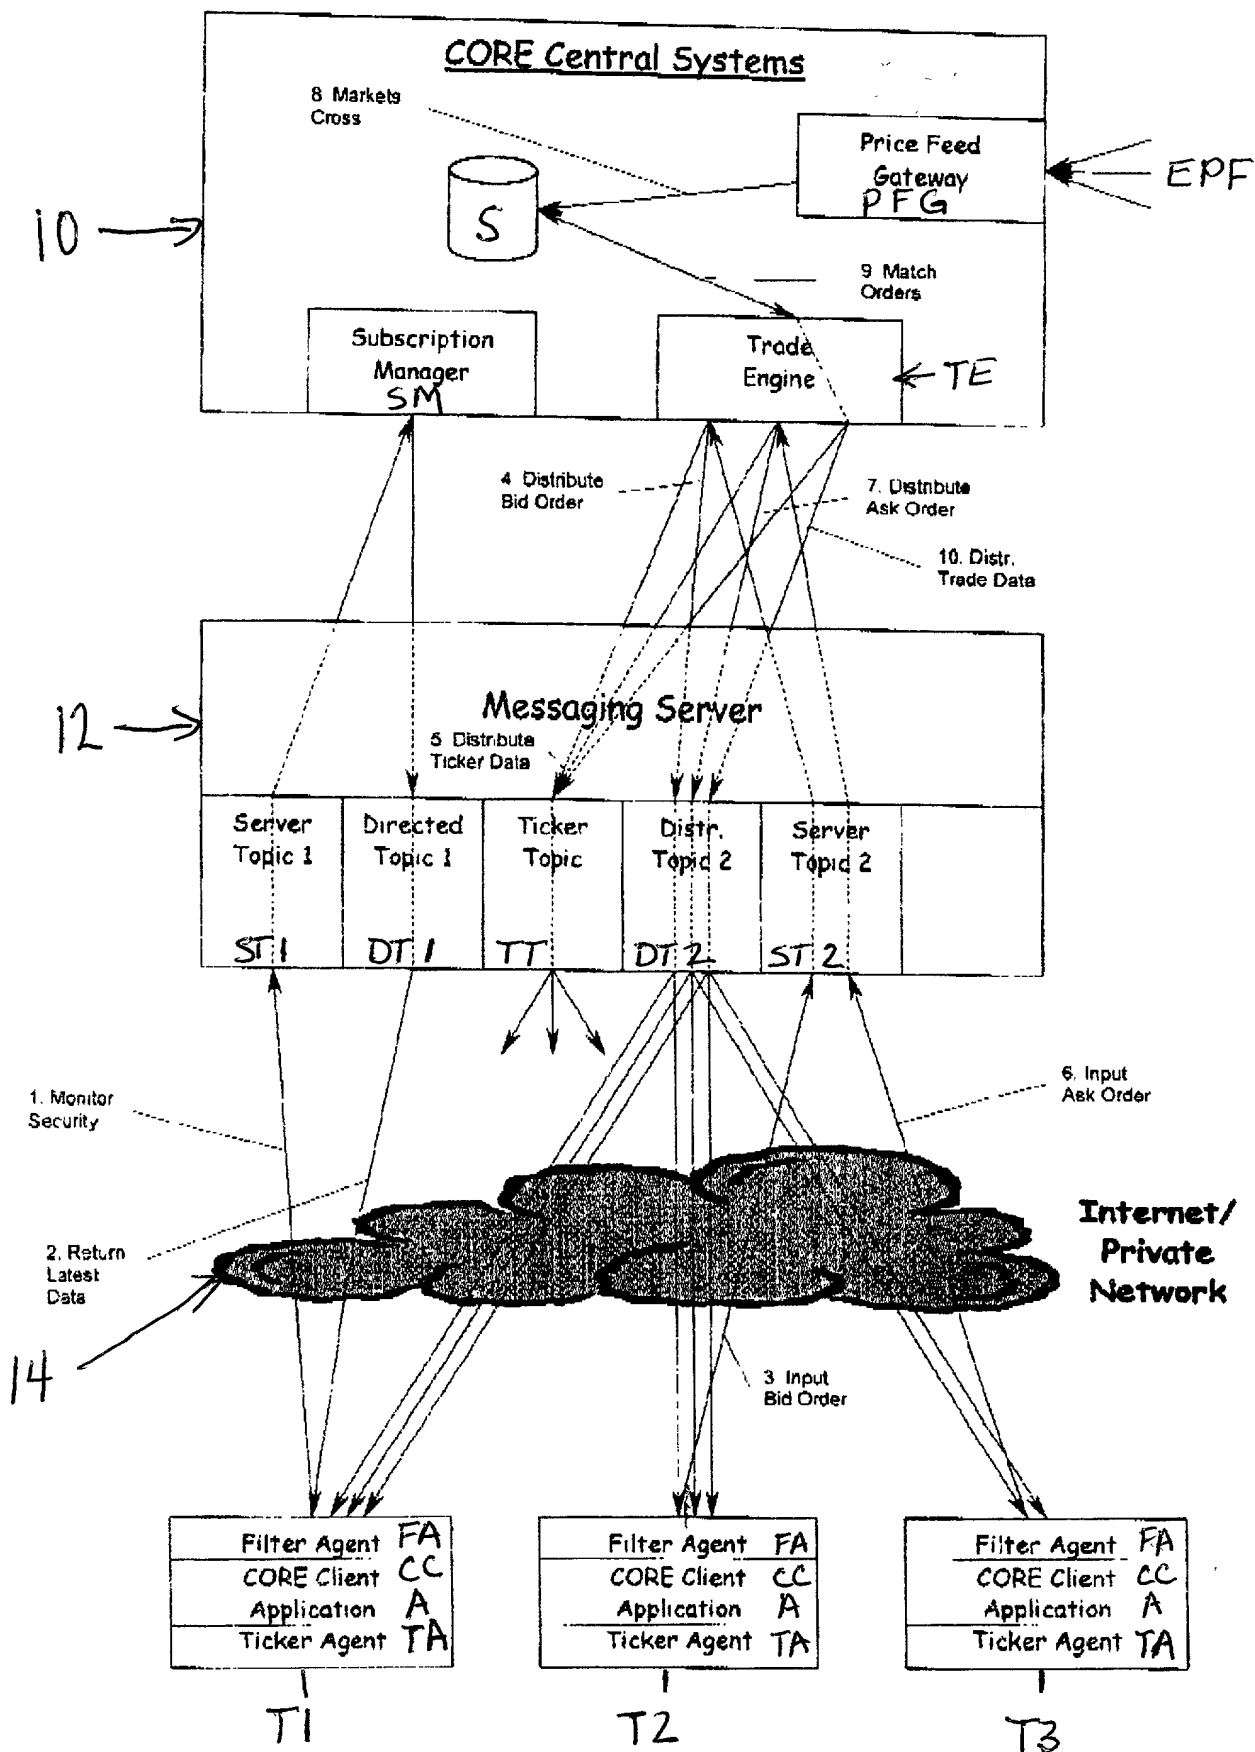 CORE Central Systems
8 Markets
Cross
Price Feed
Gateway
PFG
EPF
S
10
9 Match
Orders
Subscription
Manager
SM
Trade
Engine
TE
4 Distribute
Bid Order
7. Distribute
Ask Order
10. Distr.
Trade Data
12
Messaging Server
5 Distribute
Ticker Data
Server
Topic 1
ST1
Directed
Topic 1
DT1
Ticker
Topic
TT
Distr.
Topic 2
DT2
Server
Topic 2
ST2
1. Monitor
Security
6. Input
Ask Order
2. Return
Latest
Data
Internet/
Private
Network
14
3 Input
Bid Order
Filter Agent FA
CORE Client CC
Application A
Ticker Agent TA
T1
Filter Agent FA
CORE Client CC
Application A
Ticker Agent TA
T2
Filter Agent FA
CORE Client CC
Application A
Ticker Agent TA
T3